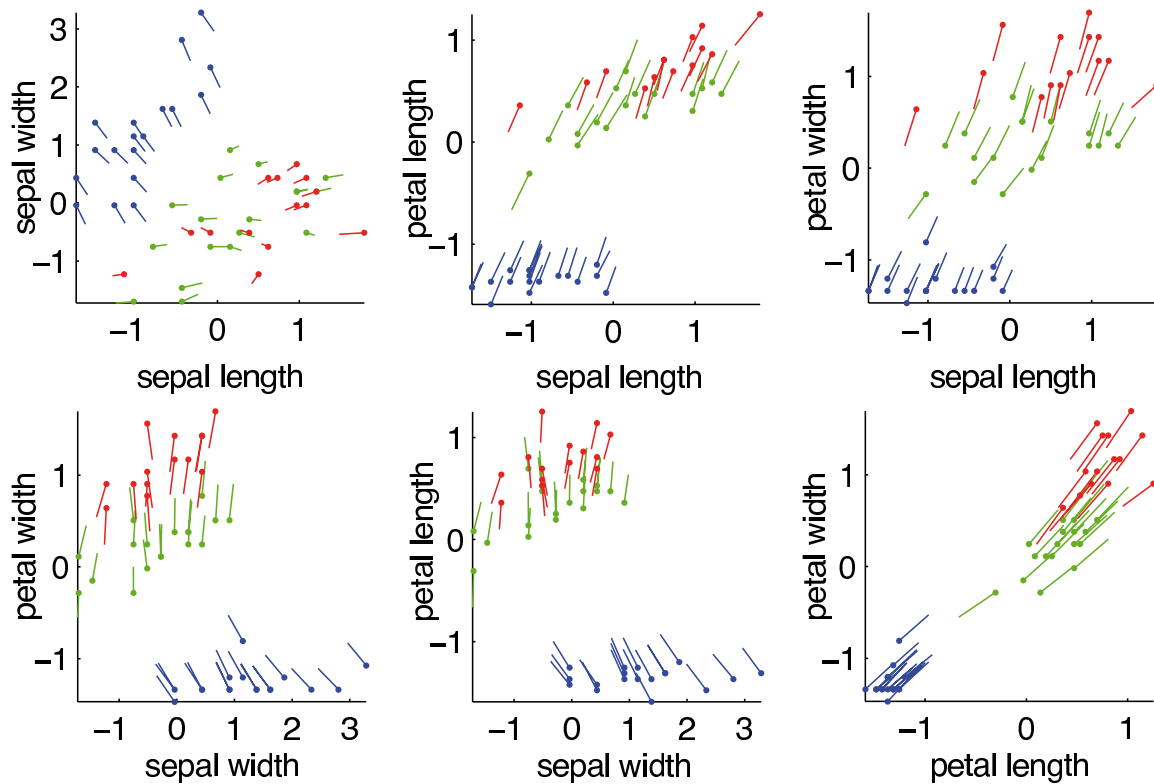 3
2
1
0
−1
sepal width
−1 0 1
sepal length
1
0
−1
petal length
−1 0 1
sepal length
1
0
−1
petal width
−1 0 1
sepal length
1
0
−1
petal width
−1 0 1 2 3
sepal width
1
0
−1
petal length
−1 0 1 2 3
sepal width
1
0
−1
petal width
−1 0 1
petal length